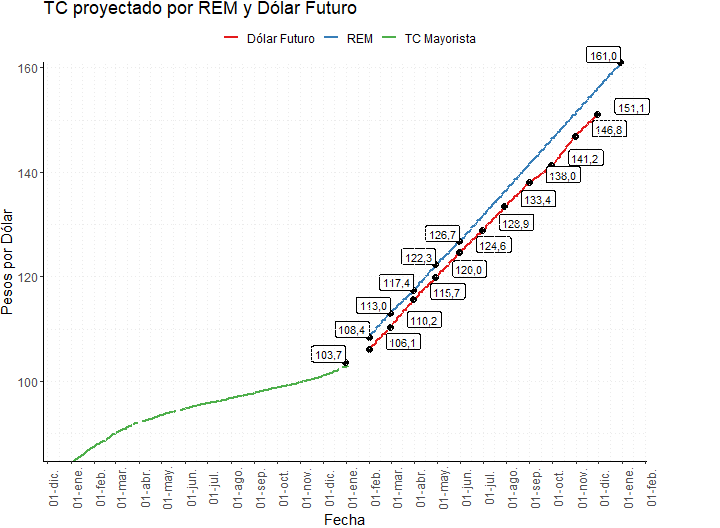 TC proyectado por REM y Dólar Futuro
Dólar Futuro REM TC Mayorista
Pesos por Dólar
160
140
120
100
161,0
151,1
146,8
141,2
138,0
133,4
128,9
126,7
124,6
122,3
120,0
117,4
115,7
113,0
110,2
108,4
106,1
103,7
01-dic.
01-ene.
01-feb.
01-mar.
01-abr.
01-may.
01-jun.
01-jul.
01-ago.
01-sep.
01-oct.
01-nov.
01-dic.
01-ene.
01-feb.
01-mar.
01-abr.
01-may.
01-jun.
01-jul.
01-ago.
01-sep.
01-oct.
01-nov.
01-dic.
01-ene.
01-feb.
Fecha